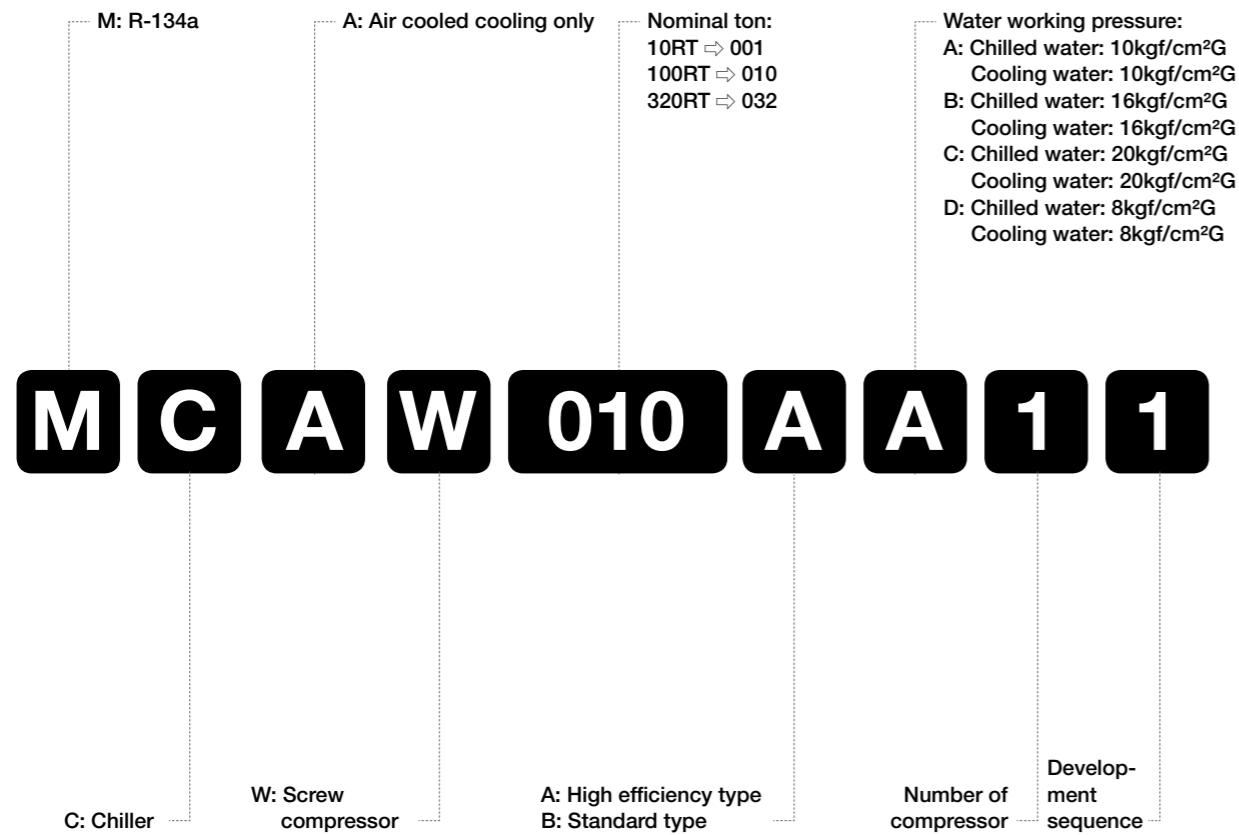 M: R-134a
A: Air cooled cooling only
Nominal ton:
10RT ⇨ 001
100RT ⇨ 010
320RT ⇨ 032
Water working pressure:
A: Chilled water: 10kgf/cm²G
Cooling water: 10kgf/cm²G
B: Chilled water: 16kgf/cm²G
Cooling water: 16kgf/cm²G
C: Chilled water: 20kgf/cm²G
Cooling water: 20kgf/cm²G
D: Chilled water: 8kgf/cm²G
Cooling water: 8kgf/cm²G
M C A W 010 A A 1 1
C: Chiller
W: Screw
compressor
A: High efficiency type
B: Standard type
Number of
compressor
Develop-
ment
sequence